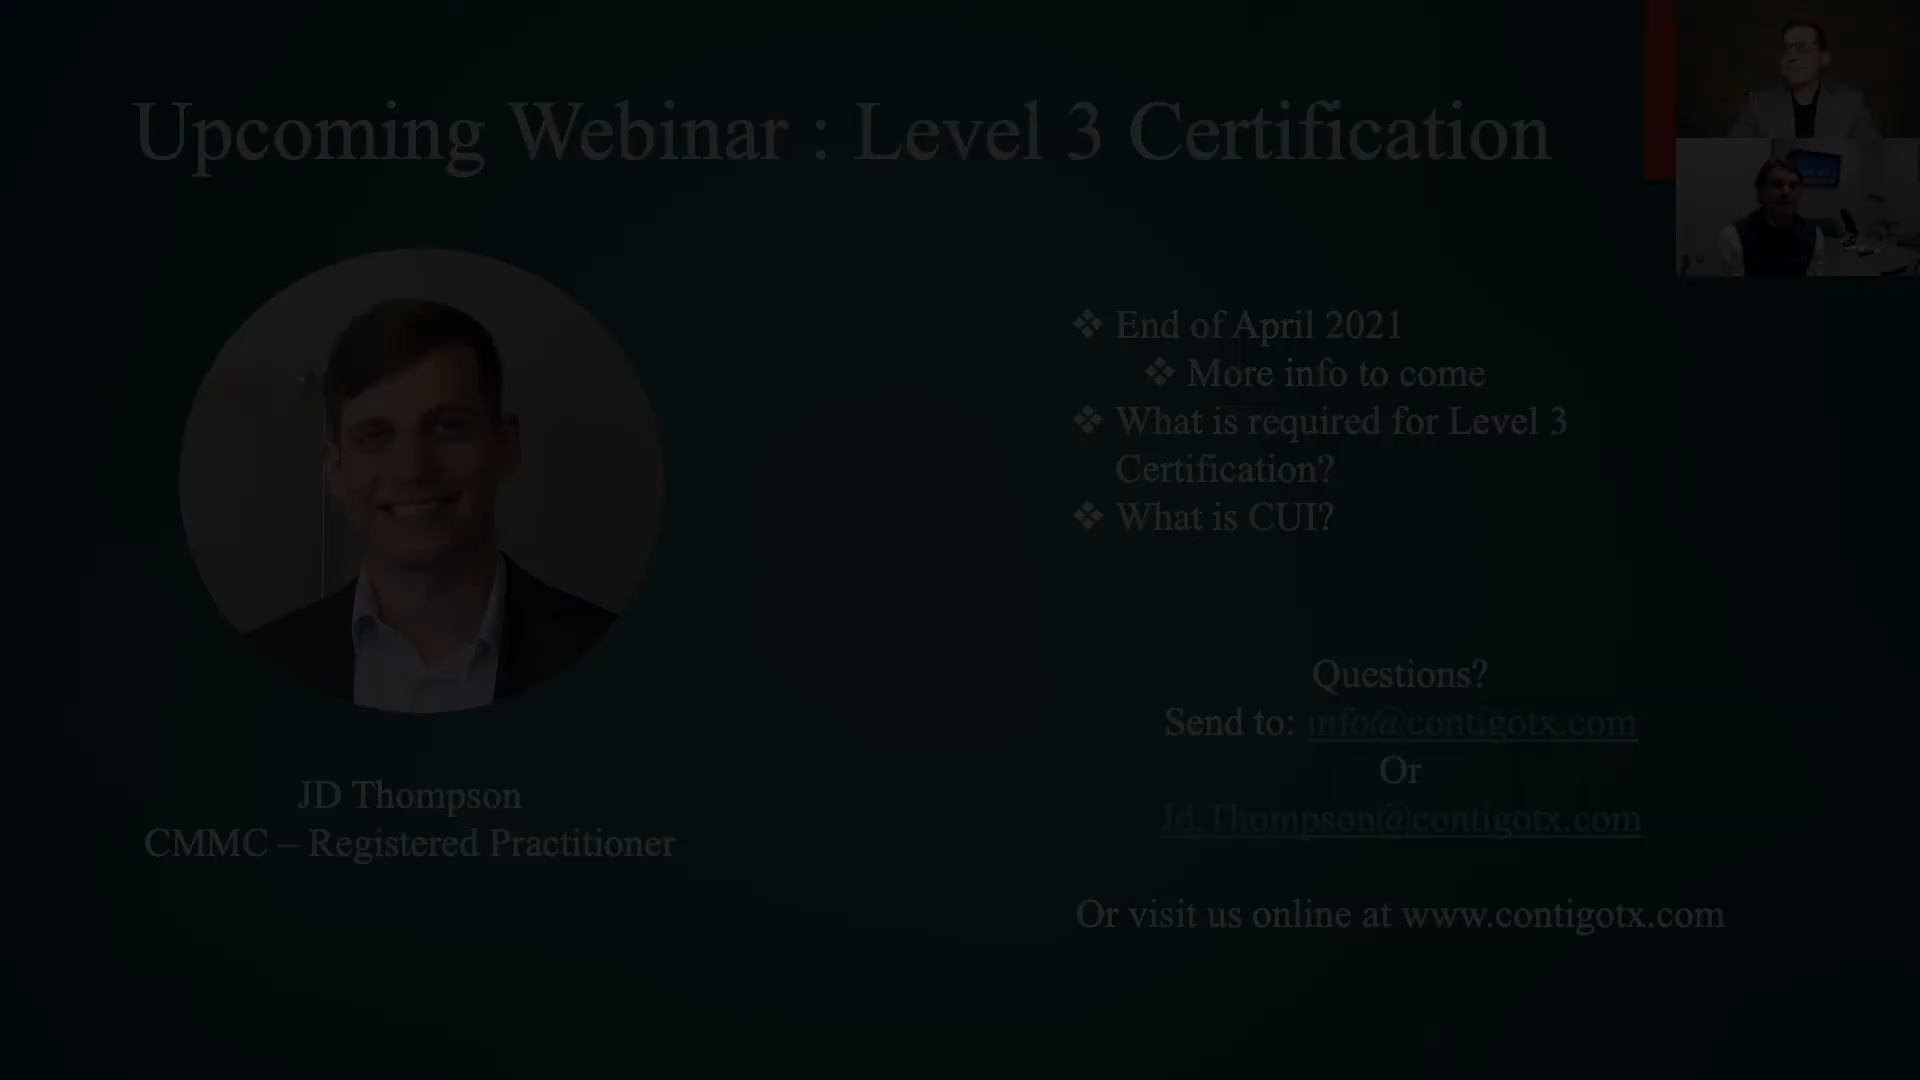 Upcoming Webinar : Level 3 Certification
❖ End of April 2021
❖ More info to come
❖ What is required for Level 3
Certification?
❖ What is CUI?
Questions?
Send to: info@contigotx.com
Or
Jd.Thompson@contigotx.com
Or visit us online at www.contigotx.com
JD Thompson
CMMC – Registered Practitioner